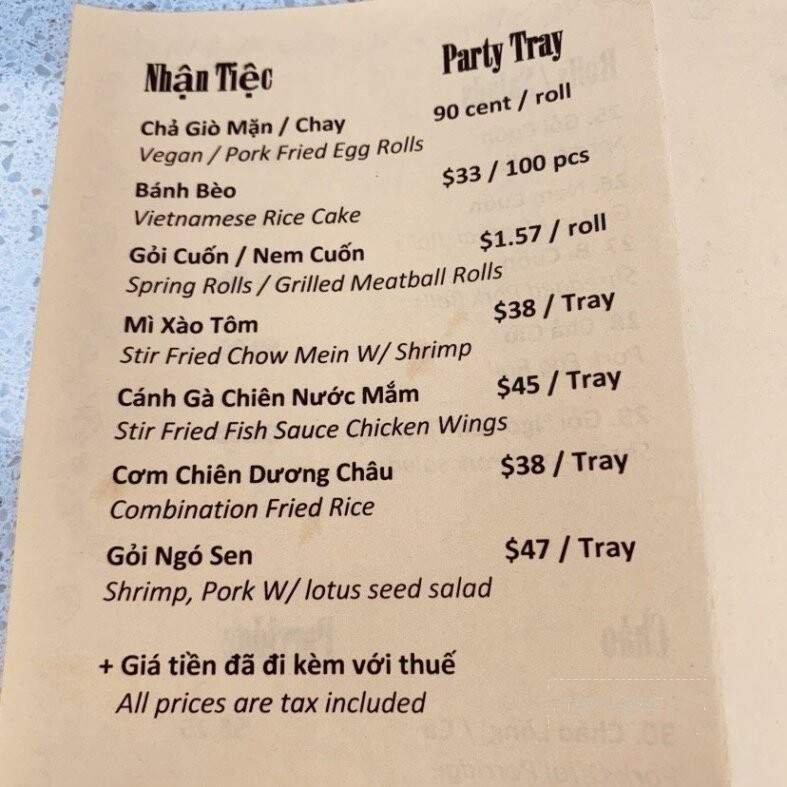 Nhận Tiệc Party Tray
Chả Giò Mặn / Chay 90 cent / roll
Vegan / Pork Fried Egg Rolls
Bánh Bèo $33 / 100 pcs
Vietnamese Rice Cake
Gỏi Cuốn / Nem Cuốn $1.57 / roll
Spring Rolls / Grilled Meatball Rolls
Mì Xào Tôm $38 / Tray
Stir Fried Chow Mein W/ Shrimp
Cánh Gà Chiên Nước Mắm $45 / Tray
Stir Fried Fish Sauce Chicken Wings
Cơm Chiên Dương Châu $38 / Tray
Combination Fried Rice
Gỏi Ngó Sen $47 / Tray
Shrimp, Pork W/ lotus seed salad
+ Giá tiền đã đi kèm với thuế
All prices are tax included